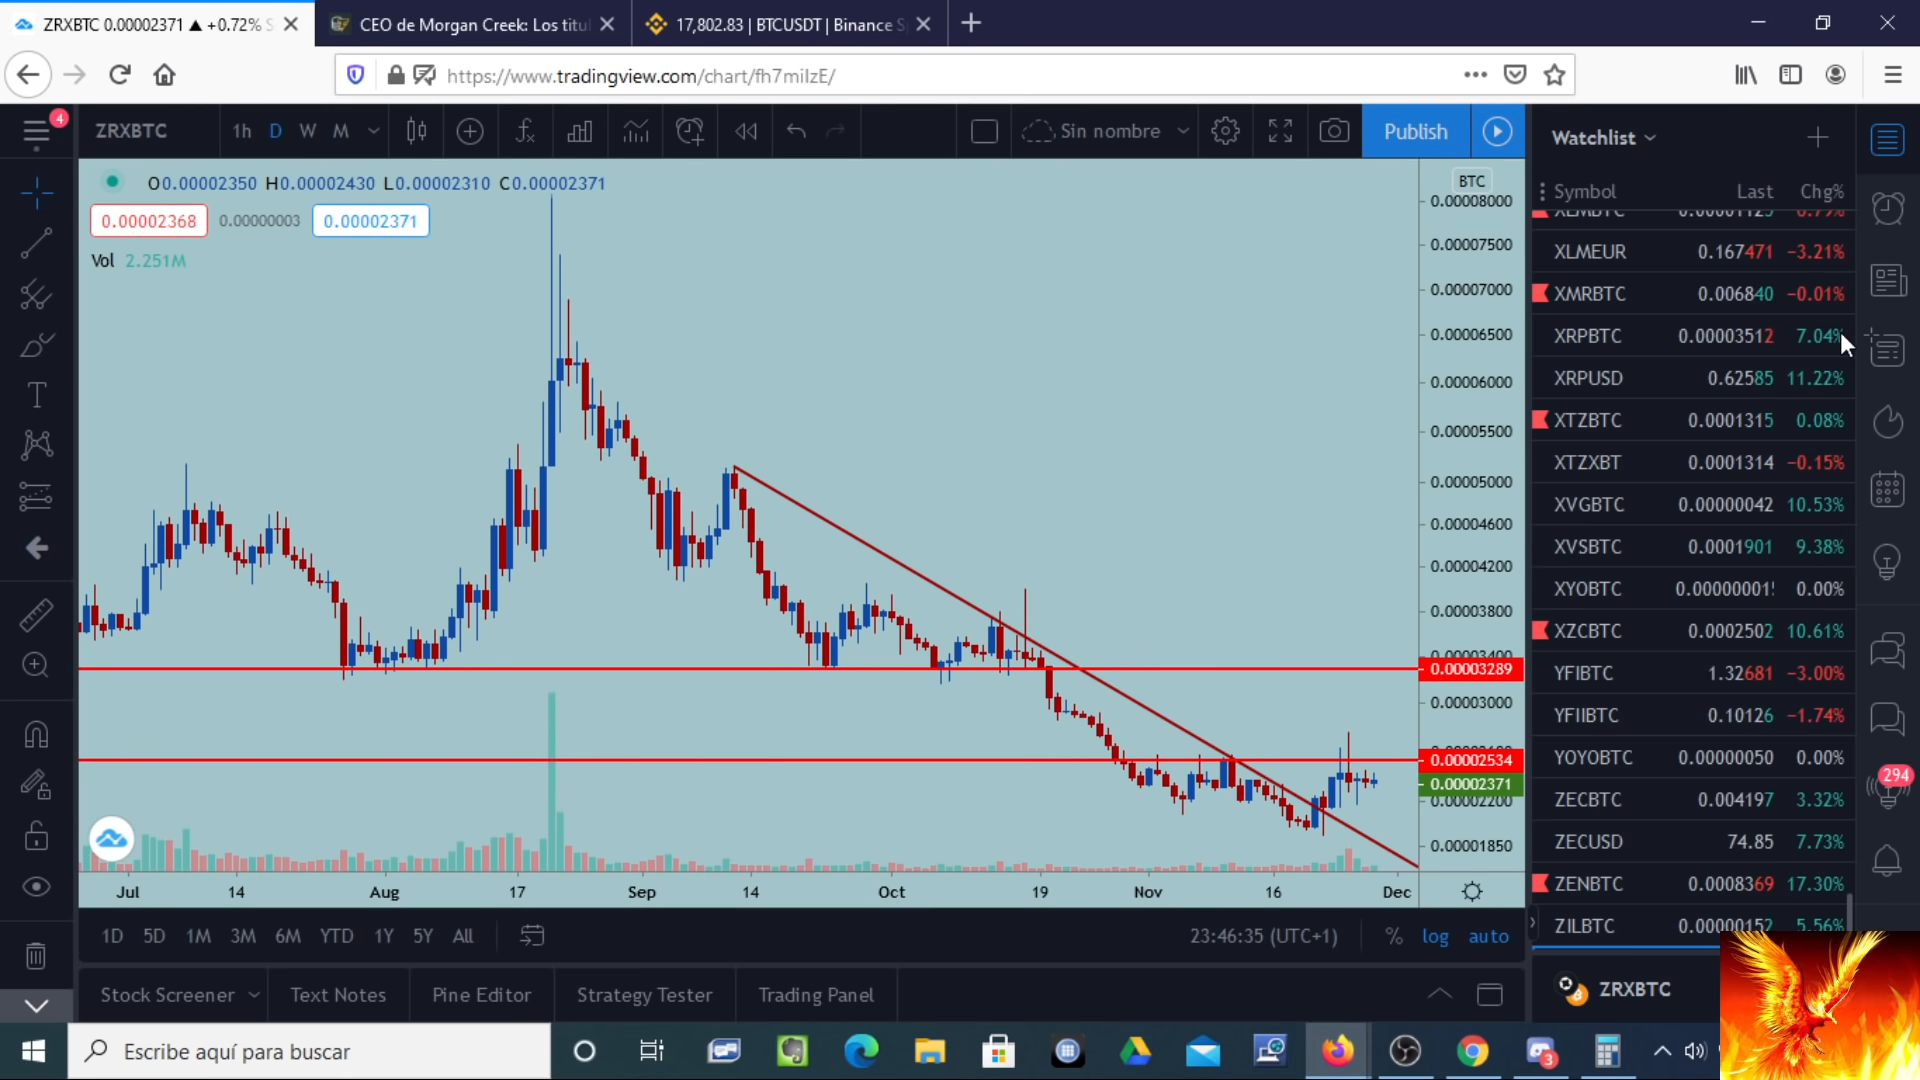 ZRXBTC 0.00002371 ▲ +0.72% S
CEO de Morgan Creek: Los titu
17,802.83 | BTCUSDT | Binance S
https://www.tradingview.com/chart/fh7miIzE/
4
ZRXBTC
1h D W M
Sin nombre
Publish
O0.00002350 H0.00002430 L0.00002310 C0.00002371
0.00002368 0.00000003 0.00002371
Vol 2.251M
BTC
0.00008000
0.00007500
0.00007000
0.00006500
0.00006000
0.00005500
0.00005000
0.00004600
0.00004200
0.00003800
0.00003289
0.00003000
0.00002534
0.00002371
0.00002200
0.00001850
Jul 14 Aug 17 Sep 14 Oct 19 Nov 16 Dec
1D 5D 1M 3M 6M YTD 1Y 5Y All
23:46:35 (UTC+1) % log auto
Stock Screener Text Notes Pine Editor Strategy Tester Trading Panel
Watchlist
Symbol Last Chg%
XLMEUR 0.167471 −3.21%
XMRBTC 0.006840 −0.01%
XRPBTC 0.00003512 7.04%
XRPUSD 0.62585 11.22%
XTZBTC 0.0001315 0.08%
XTZXBT 0.0001314 −0.15%
XVGBTC 0.00000042 10.53%
XVSBTC 0.0001901 9.38%
XYOBTC 0.00%
XZCBTC 0.0002502 10.61%
YFIBTC 1.32681 −3.00%
YFIIBTC 0.10126 −1.74%
YOYOBTC 0.00000050 0.00%
ZECBTC 0.004197 3.32%
ZECUSD 74.85 7.73%
ZENBTC 0.0008369 17.30%
ZILBTC 0.00000152 5.56%
294
ZRXBTC
Escribe aquí para buscar
3